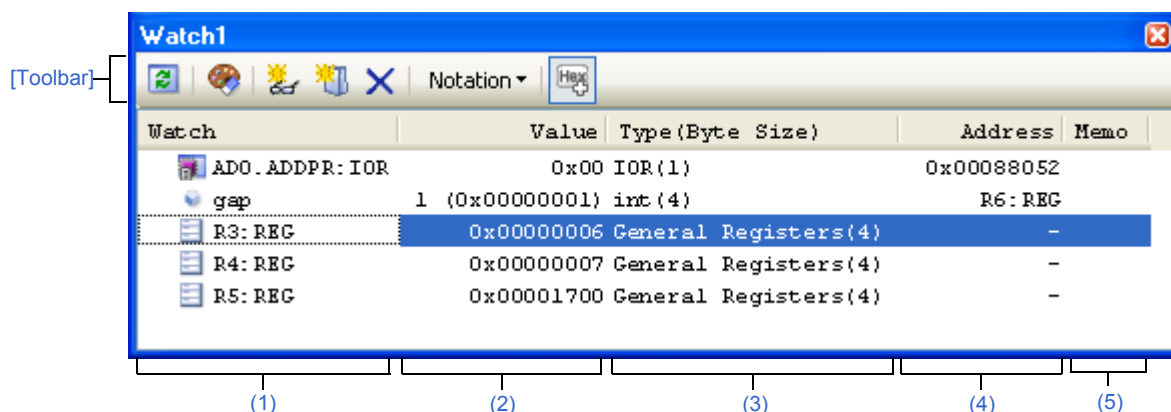 Watch1
[Toolbar]
Notation
Hex
Watch Value Type(Byte Size) Address Memo
AD0.ADDPR:IOR 0x00 IOR(1) 0x00088052
gap 1 (0x00000001) int(4) R6:REG
R3:REG 0x00000006 General Registers(4) -
R4:REG 0x00000007 General Registers(4) -
R5:REG 0x00001700 General Registers(4) -
(1) (2) (3) (4) (5)